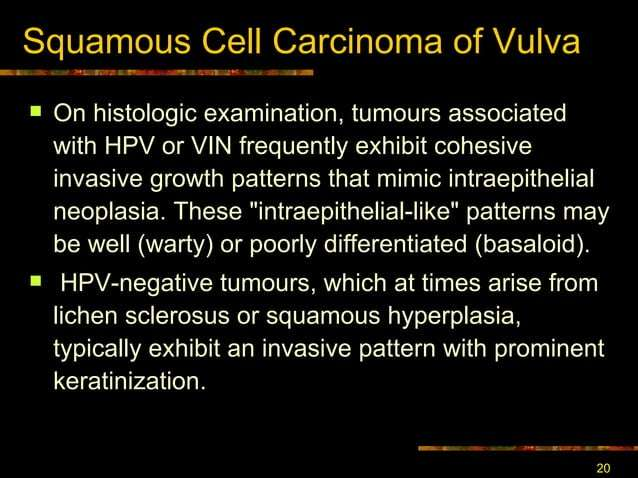 Squamous Cell Carcinoma of Vulva
On histologic examination, tumours associated
with HPV or VIN frequently exhibit cohesive
invasive growth patterns that mimic intraepithelial
neoplasia. These "intraepithelial-like" patterns may
be well (warty) or poorly differentiated (basaloid).
HPV-negative tumours, which at times arise from
lichen sclerosus or squamous hyperplasia,
typically exhibit an invasive pattern with prominent
keratinization.
20